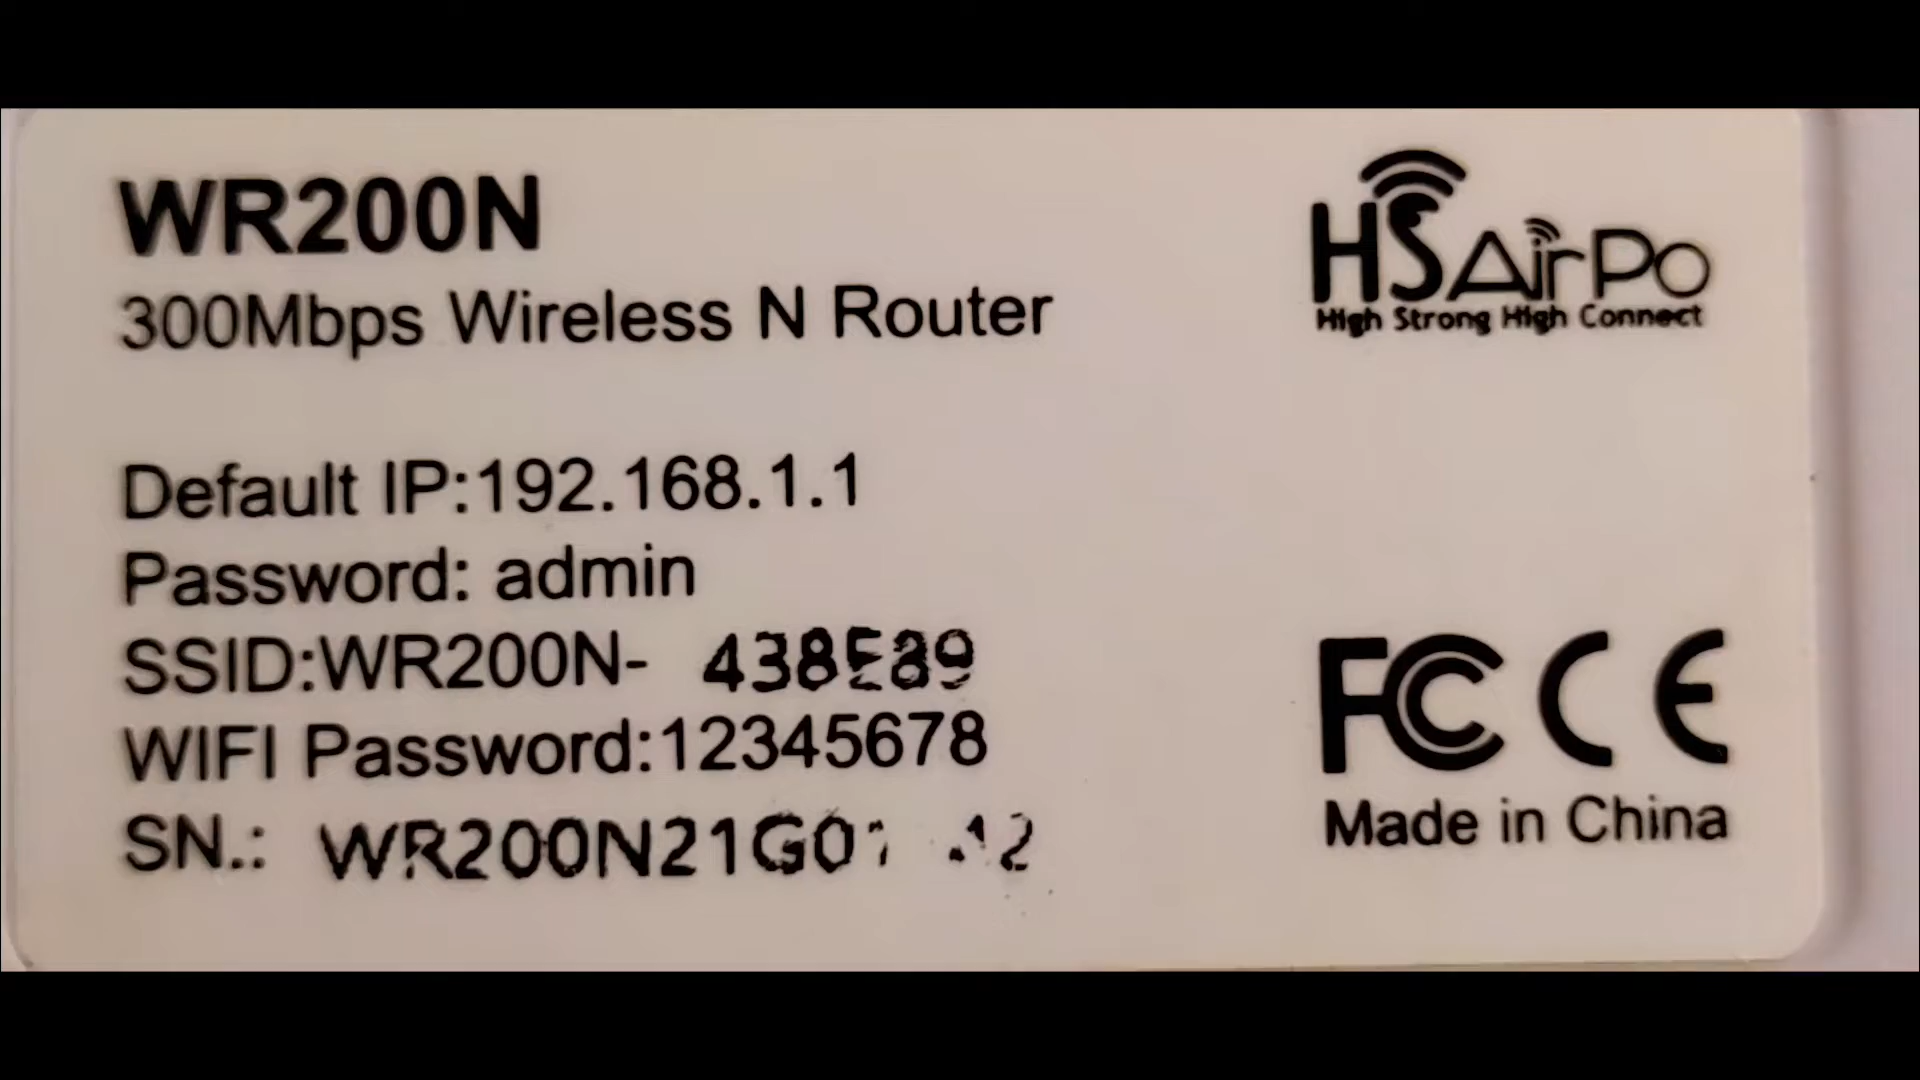 WR200N
300Mbps Wireless N Router
HSAirPo
High Strong High Connect
Default IP:192.168.1.1
Password: admin
SSID:WR200N- 438E89
WIFI Password:12345678
SN.:
FC CE
Made in China